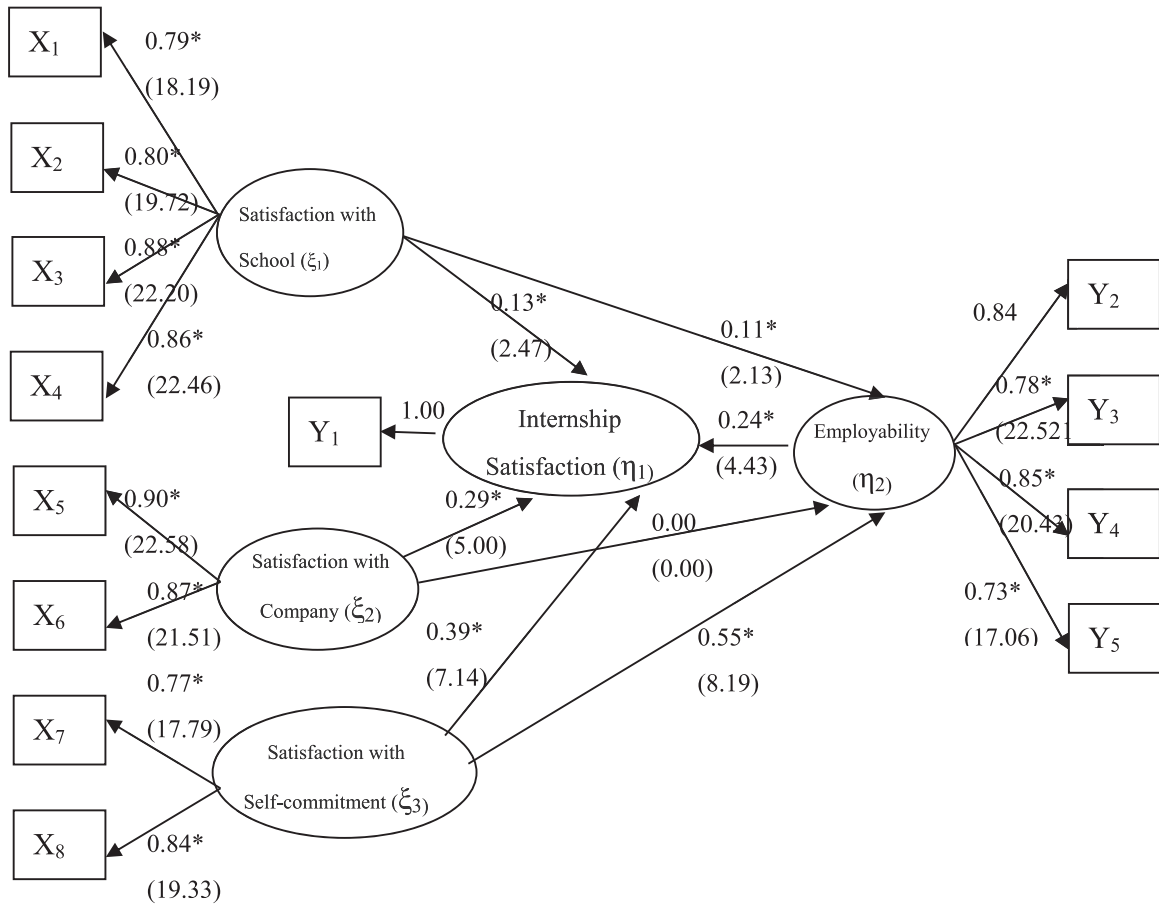 X1
0.79*
(18.19)
X2
0.80*
(19.72)
X3
0.88*
(22.20)
X4
0.86*
(22.46)
Satisfaction with
School (ξ1)
0.13*
(2.47)
0.11*
(2.13)
Y1
1.00
Internship
Satisfaction (η1)
0.24*
(4.43)
Employability
(η2)
0.84
Y2
0.78*
(22.521
Y3
0.85*
(20.43)
Y4
0.73*
(17.06)
Y5
X5
0.90*
(22.58)
X6
0.87*
(21.51)
Satisfaction with
Company (ξ2)
0.29*
(5.00)
0.00
(0.00)
X7
0.77*
(17.79)
X8
0.84*
(19.33)
Satisfaction with
Self-commitment (ξ3)
0.39*
(7.14)
0.55*
(8.19)